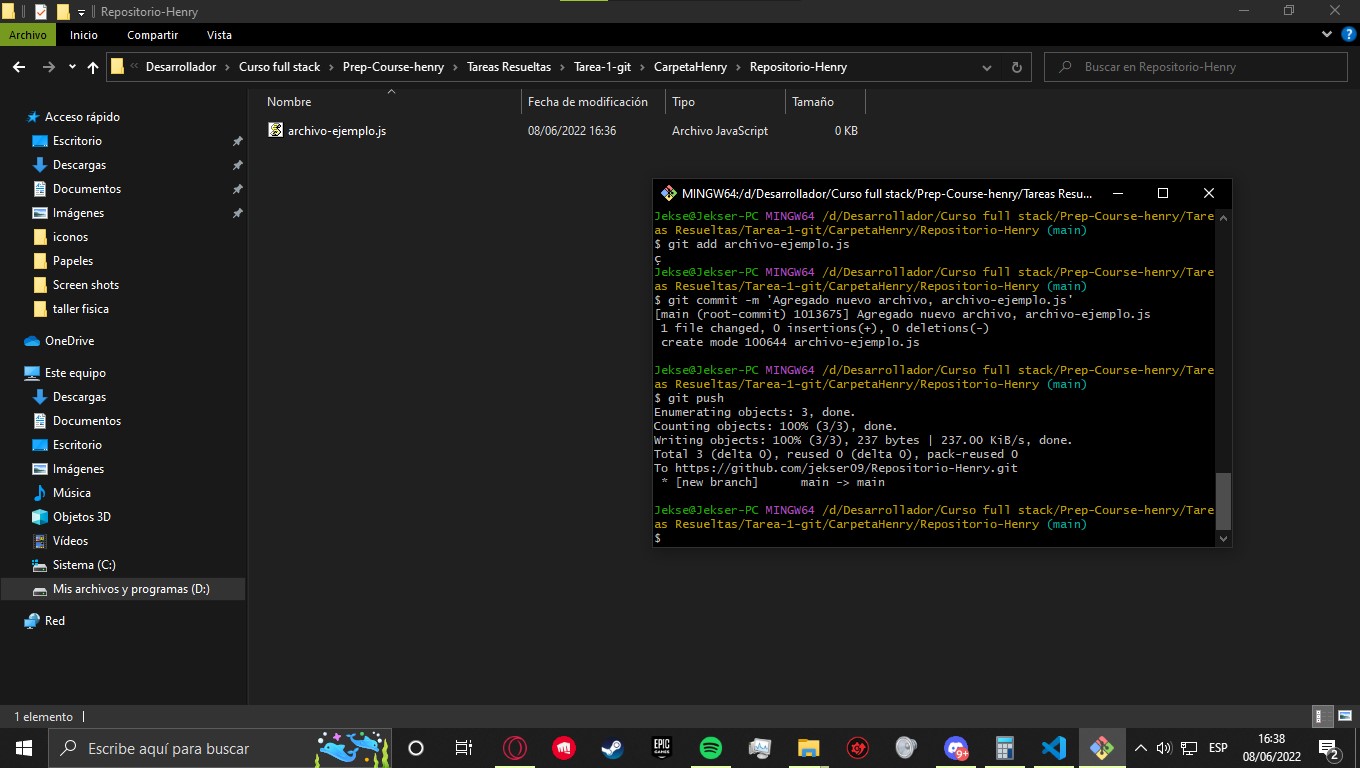 Repositorio-Henry
Archivo Inicio Compartir Vista
Desarrollador Curso full stack Prep-Course-henry Tareas Resueltas Tarea-1-git CarpetaHenry Repositorio-Henry
Buscar en Repositorio-Henry
Nombre Fecha de modificación Tipo Tamaño
archivo-ejemplo.js 08/06/2022 16:36 Archivo JavaScript 0 KB
Acceso rápido
Escritorio
Descargas
Documentos
Imágenes
iconos
Papeles
Screen shots
taller fisica
OneDrive
Este equipo
Descargas
Documentos
Escritorio
Imágenes
Música
Objetos 3D
Vídeos
Sistema (C:)
Mis archivos y programas (D:)
Red
MINGW64:/d/Desarrollador/Curso full stack/Prep-Course-henry/Tareas Resu...
Jekse@Jekser-PC MINGW64 /d/Desarrollador/Curso full stack/Prep-Course-henry/Tare
as Resueltas/Tarea-1-git/CarpetaHenry/Repositorio-Henry (main)
$ git add archivo-ejemplo.js
ç
Jekse@Jekser-PC MINGW64 /d/Desarrollador/Curso full stack/Prep-Course-henry/Tare
as Resueltas/Tarea-1-git/CarpetaHenry/Repositorio-Henry (main)
$ git commit -m 'Agregado nuevo archivo, archivo-ejemplo.js'
[main (root-commit) 1013675] Agregado nuevo archivo, archivo-ejemplo.js
1 file changed, 0 insertions(+), 0 deletions(-)
create mode 100644 archivo-ejemplo.js
Jekse@Jekser-PC MINGW64 /d/Desarrollador/Curso full stack/Prep-Course-henry/Tare
as Resueltas/Tarea-1-git/CarpetaHenry/Repositorio-Henry (main)
$ git push
Enumerating objects: 3, done.
Counting objects: 100% (3/3), done.
Writing objects: 100% (3/3), 237 bytes | 237.00 KiB/s, done.
Total 3 (delta 0), reused 0 (delta 0), pack-reused 0
To https://github.com/jekser09/Repositorio-Henry.git
* [new branch] main -> main
Jekse@Jekser-PC MINGW64 /d/Desarrollador/Curso full stack/Prep-Course-henry/Tare
as Resueltas/Tarea-1-git/CarpetaHenry/Repositorio-Henry (main)
$
1 elemento
Escribe aquí para buscar
EPIC
GAMES
9+
ESP
16:38
08/06/2022
2